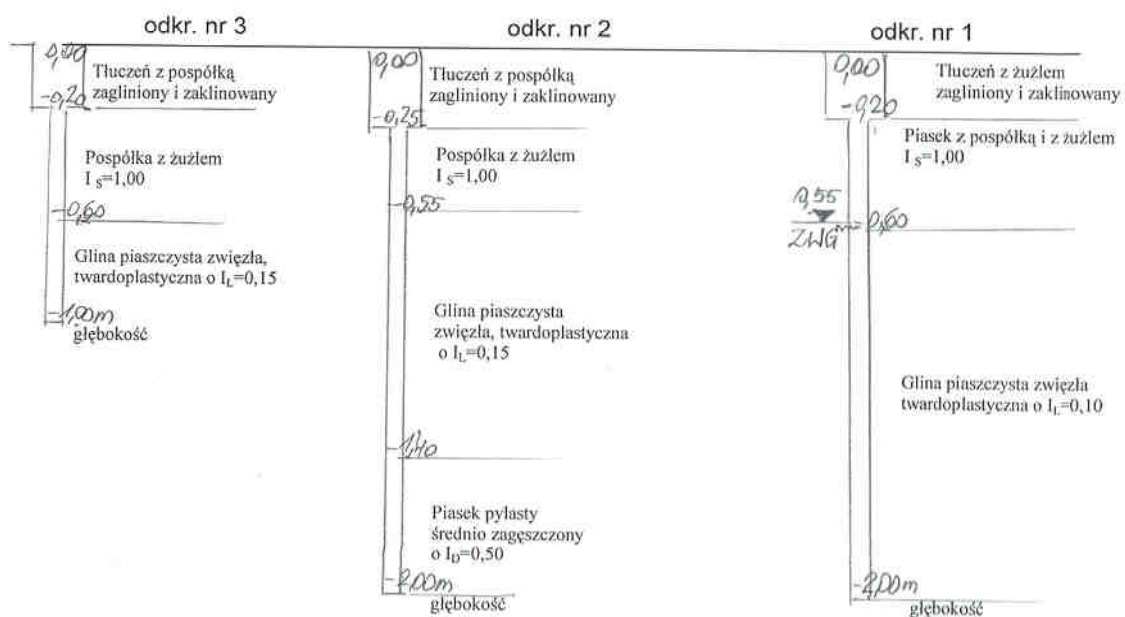 odkr. nr 3
0,00
Tłuczeń z pospółką
zagliniony i zaklinowany
-0,20
Pospółka z żużlem
I S=1,00
-0,60
Glina piaszczysta zwięzła,
twardoplastyczna o IL=0,15
-1,00m
głębokość
odkr. nr 2
0,00
Tłuczeń z pospółką
zagliniony i zaklinowany
-0,25
Pospółka z żużlem
I S=1,00
-0,55
Glina piaszczysta
zwięzła, twardoplastyczna
o IL=0,15
-1,40
Piasek pylasty
średnio zagęszczony
o ID=0,50
-2,00m
głębokość
odkr. nr 1
0,00
Tłuczeń z żużlem
zagliniony i zaklinowany
-0,20
Piasek z pospółką i z żużlem
I S=1,00
0,55
ZWG
0,60
Glina piaszczysta zwięzła
twardoplastyczna o IL=0,10
-2,00m
głębokość